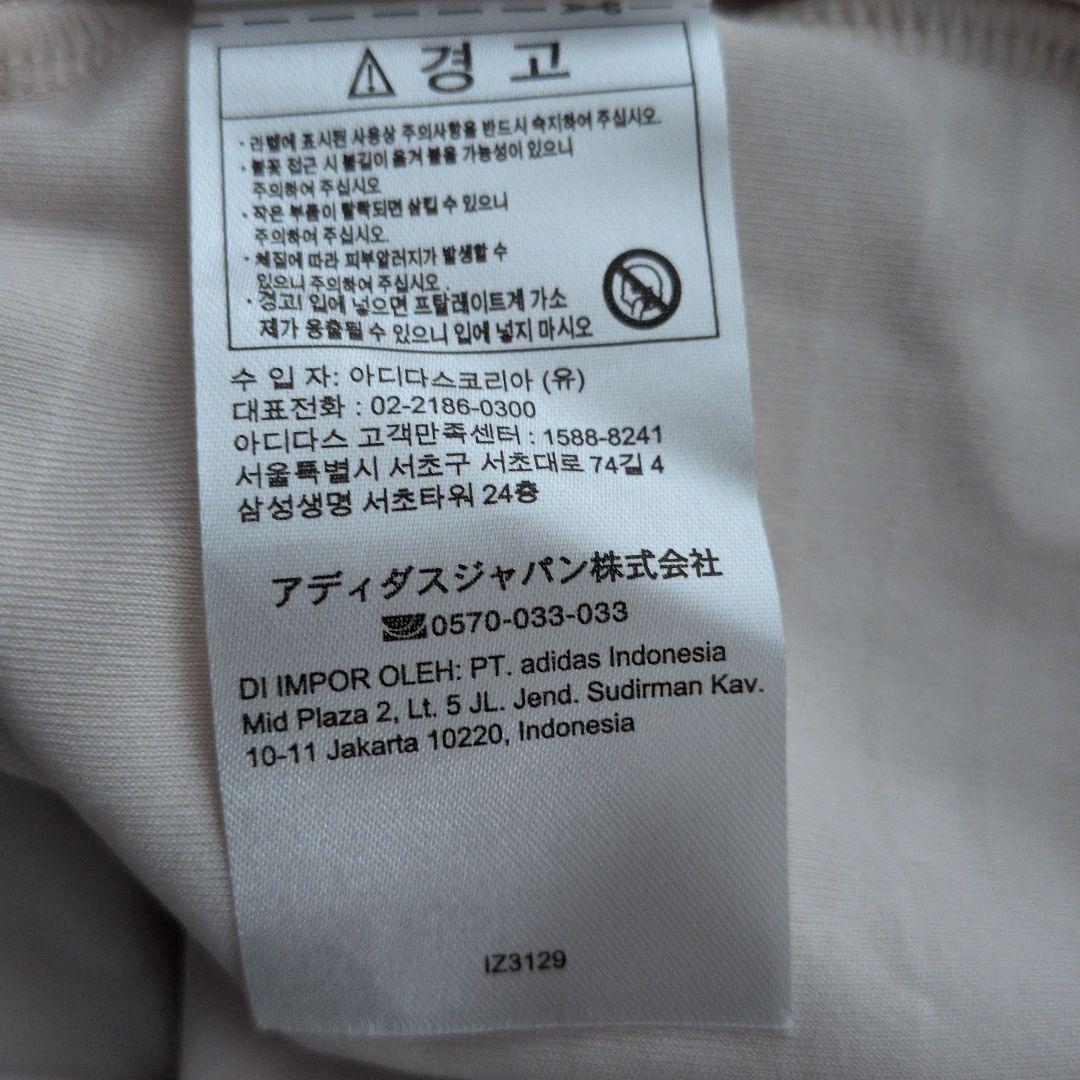 경 고
· 라벨에 표시된 사용상 주의사항을 반드시 숙지하여 주십시오.
· 불꽃 접근 시 불길이 옮겨 붙을 가능성이 있으니
주의하여 주십시오
· 작은 부품이 탈락되면 삼킬 수 있으니
주의하여 주십시오.
· 체질에 따라 피부알러지가 발생할 수
있으니 주의하여 주십시오.
· 경고! 입에 넣으면 프탈레이트계 가소
제가 용출될 수 있으니 입에 넣지 마시오
수 입 자: 아디다스코리아 (유)
대표전화 : 02-2186-0300
아디다스 고객만족센터 : 1588-8241
서울특별시 서초구 서초대로 74길 4
삼성생명 서초타워 24층
アディダスジャパン株式会社
0570-033-033
DI IMPOR OLEH: PT. adidas Indonesia
Mid Plaza 2, Lt. 5 JL. Jend. Sudirman Kav.
10-11 Jakarta 10220, Indonesia
IZ3129